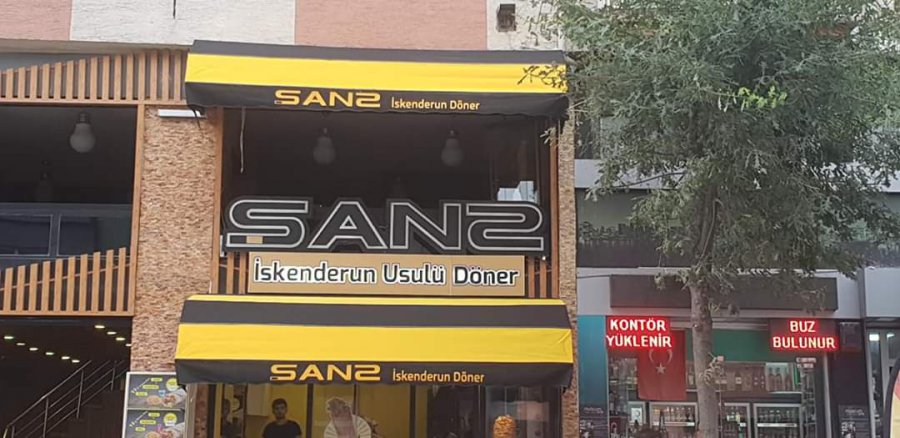 SANS İskenderun Döner
SANS
İskenderun Usulü Döner
SANS İskenderun Döner
KONTÖR
YÜKLENİR
BUZ
BULUNUR